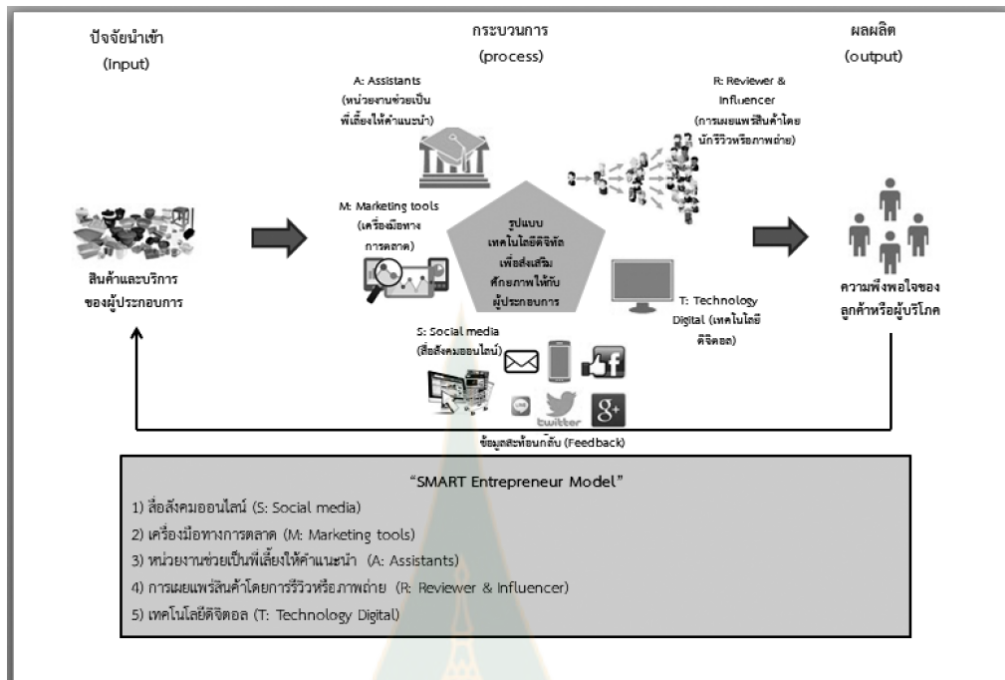 ปัจจัยนำเข้า
(Input)
กระบวนการ
(process)
ผลผลิต
(output)
A: Assistants
(หน่วยงานช่วยเป็น
พี่เลี้ยงให้คำแนะนำ)
R: Reviewer &
Influencer
(การเผยแพร่สินค้าโดย
นักรีวิวหรือภาพถ่าย)
M: Marketing tools
(เครื่องมือทาง
การตลาด)
รูปแบบ
เทคโนโลยีดิจิทัล
เพื่อส่งเสริม
ศักยภาพให้กับ
ผู้ประกอบการ
สินค้าและบริการ
ของผู้ประกอบการ
T: Technology
Digital (เทคโนโลยี
ดิจิตอล)
ความพึงพอใจของ
ลูกค้าหรือผู้บริโภค
S: Social media
(สื่อสังคมออนไลน์)
f
LINE
twitter
g+
ข้อมูลสะท้อนกลับ (Feedback)
“SMART Entrepreneur Model”
1) สื่อสังคมออนไลน์ (S: Social media)
2) เครื่องมือทางการตลาด (M: Marketing tools)
3) หน่วยงานช่วยเป็นพี่เลี้ยงให้คำแนะนำ (A: Assistants)
4) การเผยแพร่สินค้าโดยการรีวิวหรือภาพถ่าย (R: Reviewer & Influencer)
5) เทคโนโลยีดิจิตอล (T: Technology Digital)